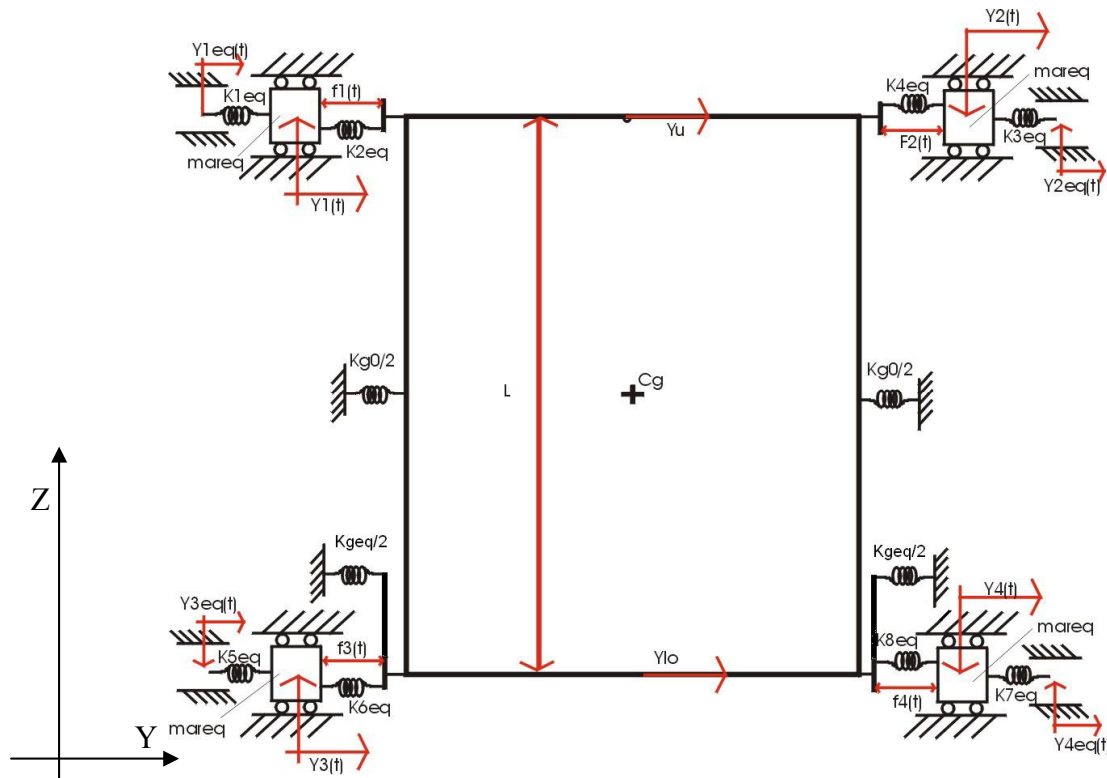 Y1eq(t)
K1eq
f1(t)
mareq
K2eq
Y1(t)
Yu
Y2(t)
mareq
K4eq
K3eq
F2(t)
Y2eq(t)
Kg0/2
L
Cg
Kg0/2
Z
Kgeq/2
Kgeq/2
Y3eq(t)
K5eq
f3(t)
mareq
K6eq
Y3(t)
Ylo
Y4(t)
mareq
K8eq
K7eq
f4(t)
Y4eq(t)
Y